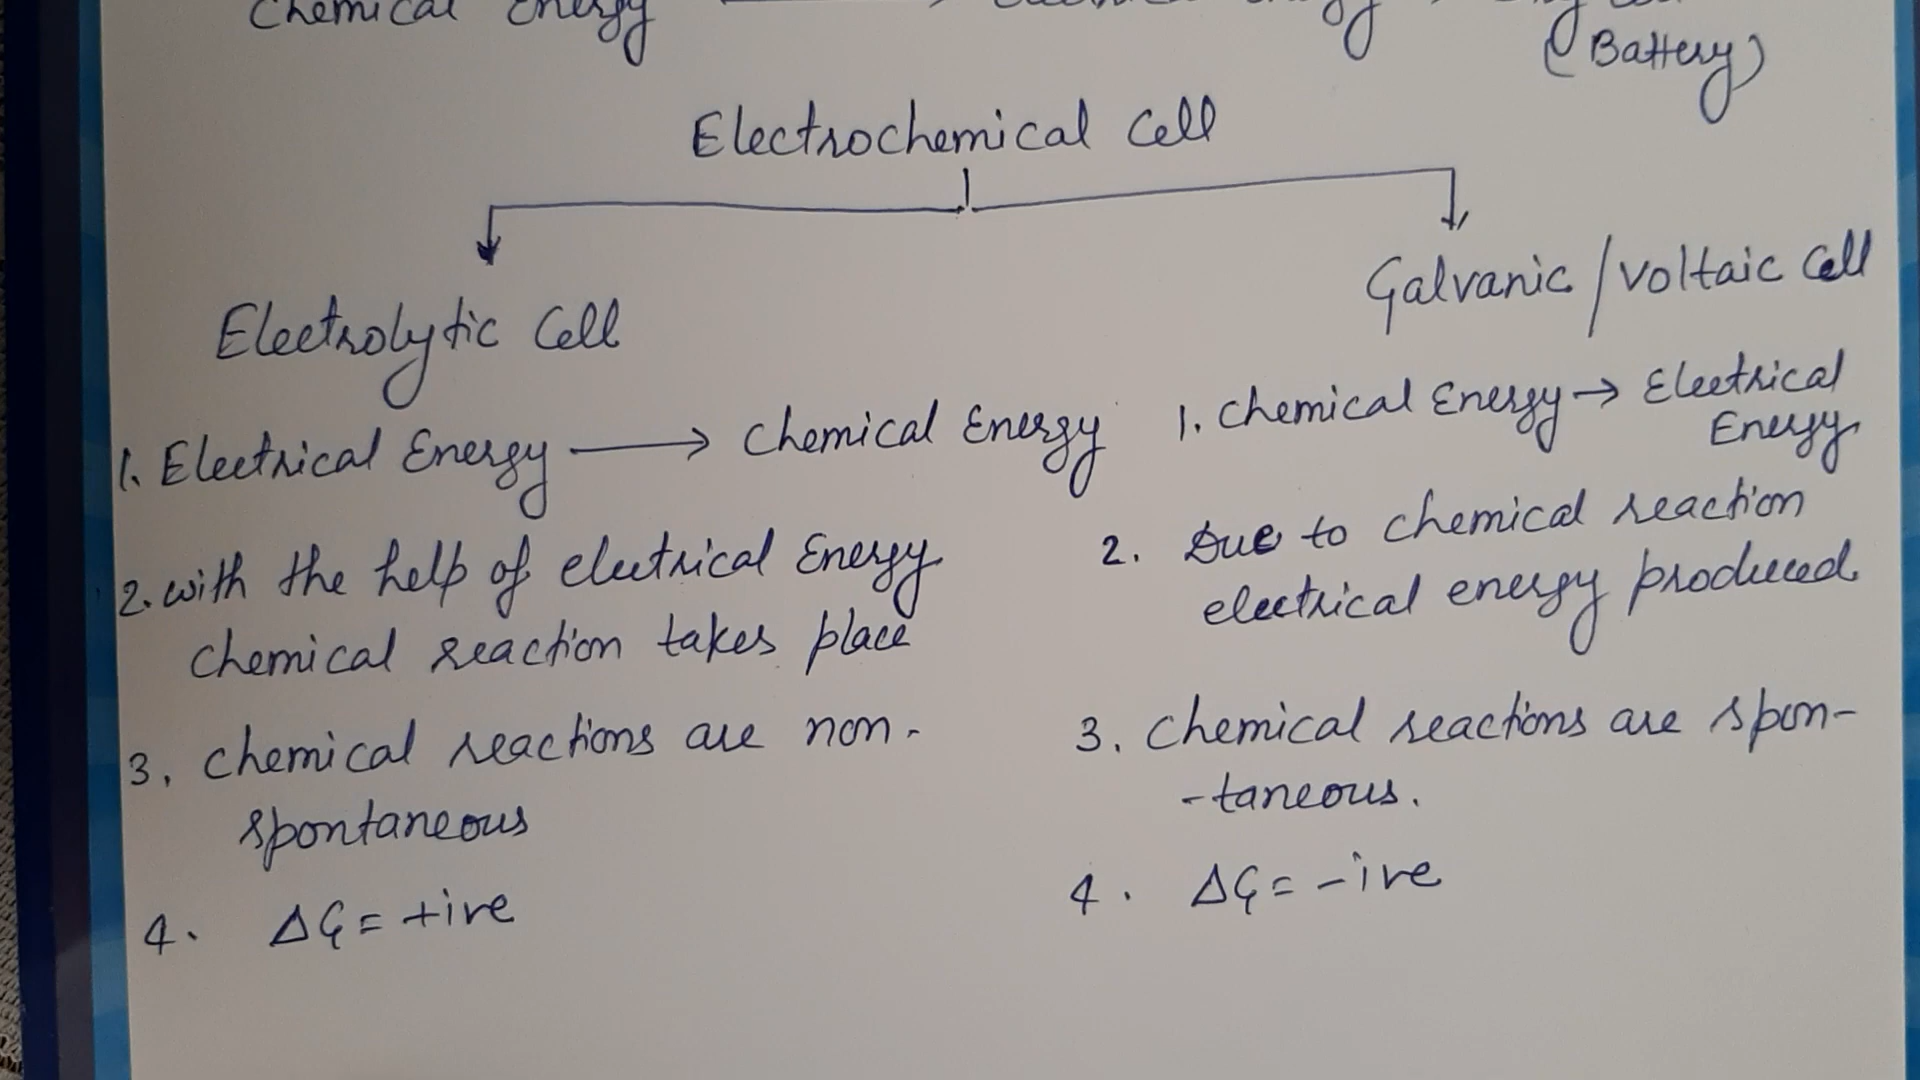 Chemical Energy
(Battery)
Electrochemical Cell
Electrolytic Cell
1. Electrical Energy → Chemical Energy
2. with the help of electrical Energy
chemical reaction takes place
3. chemical reactions are non-
spontaneous
4. ΔG = +ive
Galvanic / voltaic Cell
1. Chemical Energy → Electrical
Energy
2. Due to chemical reaction
electrical energy produced
3. Chemical reactions are spon-
-taneous.
4. ΔG = -ive